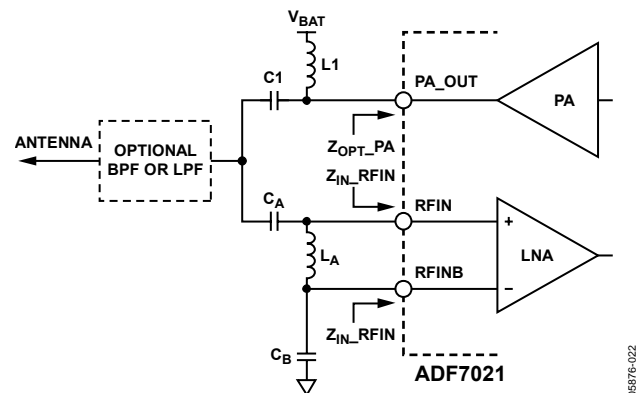 VBAT
L1
C1
PA_OUT
PA
ZOPT_PA
ANTENNA
OPTIONAL
BPF OR LPF
ZIN_RFIN
CA
RFIN
+
LA
LNA
RFINB
–
ZIN_RFIN
CB
ADF7021
05876-022